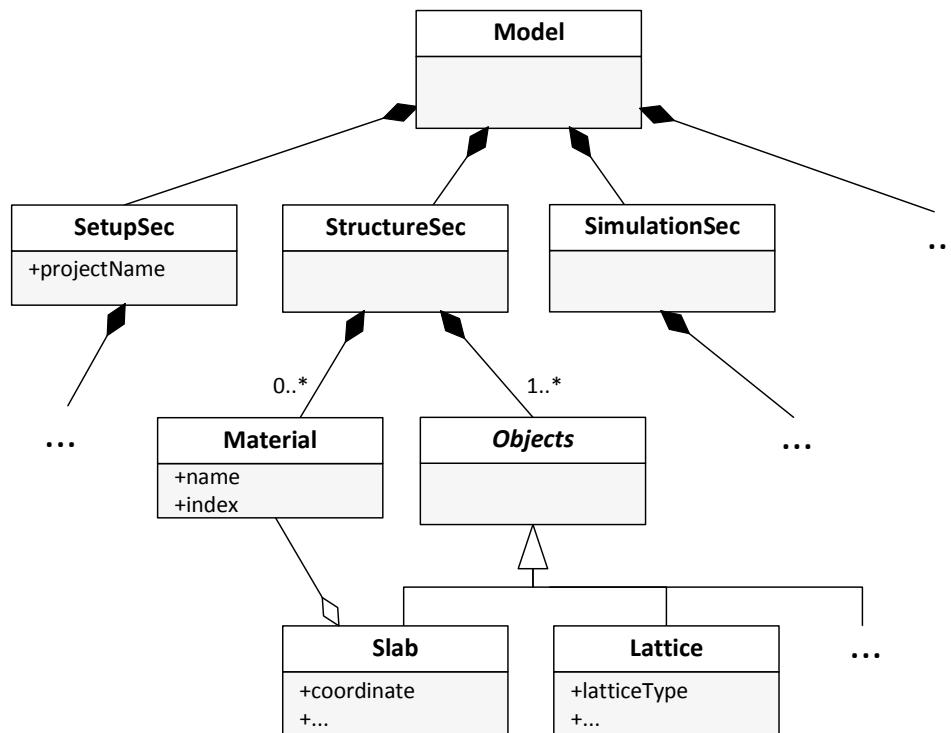 Model
SetupSec
+projectName
StructureSec
SimulationSec
..
0..*
1..*
...
Material
+name
+index
Objects
...
Slab
+coordinate
+...
Lattice
+latticeType
+...
...